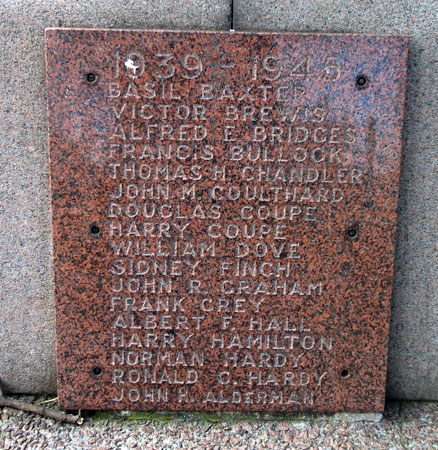 1939 - 1945
BASIL BAXTER
VICTOR BREWIS
ALFRED E. BRIDGES
FRANCIS BULLOCK
THOMAS H. CHANDLER
JOHN M. COULTHARD
DOUGLAS COUPE
HARRY COUPE
WILLIAM DOVE
SIDNEY FINCH
JOHN R. GRAHAM
FRANK GREY
ALBERT F. HALL
HARRY HAMILTON
NORMAN HARDY
RONALD G. HARDY
JOHN H. ALDERMAN